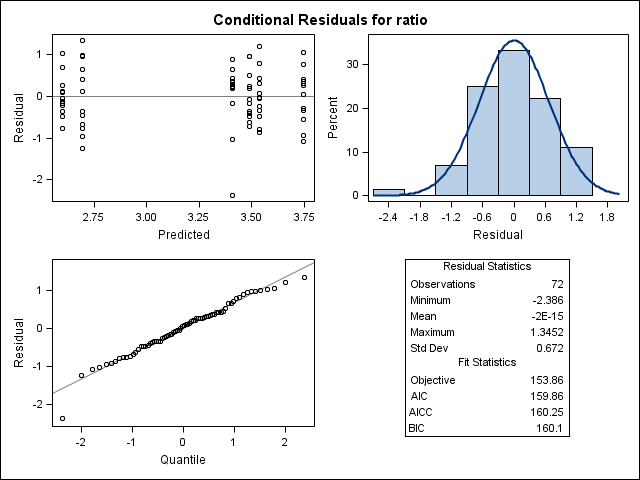 Conditional Residuals for ratio
Residual
1
0
-1
-2
2.75 3.00 3.25 3.50 3.75
Predicted
Percent
30
20
10
0
-2.4 -1.8 -1.2 -0.6 0 0.6 1.2 1.8
Residual
Residual
1
0
-1
-2
-2 -1 0 1 2
Quantile
Residual Statistics
Observations 72
Minimum -2.386
Mean -2E-15
Maximum 1.3452
Std Dev 0.672
Fit Statistics
Objective 153.86
AIC 159.86
AICC 160.25
BIC 160.1